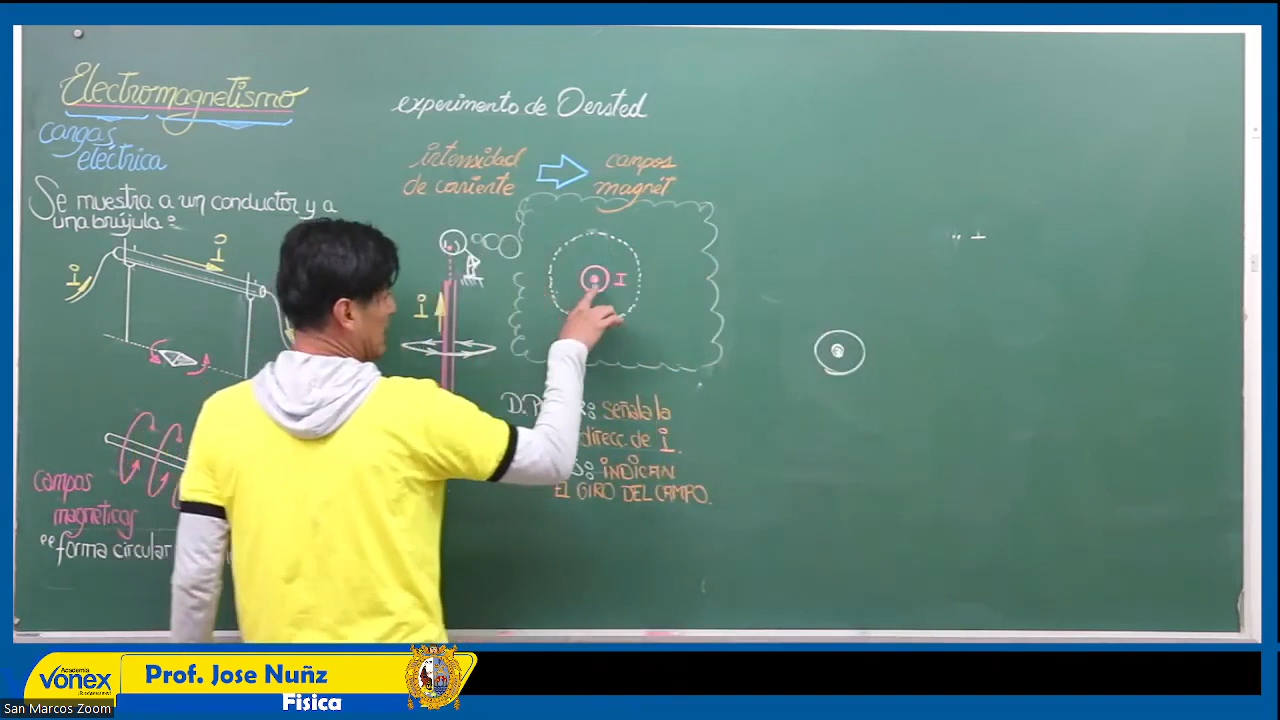 Electromagnetismo
cargas
eléctrica
Se muestra a un conductor y a
una brújula:
i
i
campos
magneticos
"forma circular
experimento de Oersted
intensidad
de corriente
campos
magnét
i
I
Señala la
direcc. de i.
INDICAN
EL GIRO DEL CAMPO.
Academia
VONEX
Prof. Jose Nuñz
Fisica
San Marcos Zoom